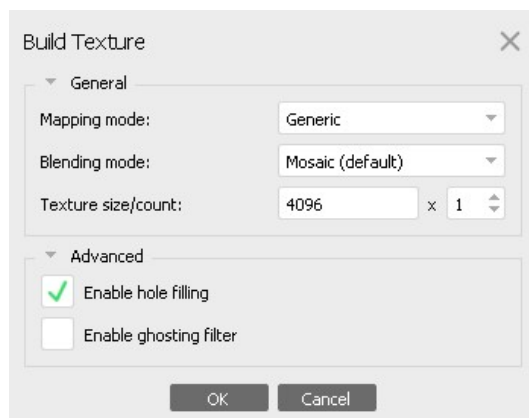 Build Texture
General
Mapping mode: Generic
Blending mode: Mosaic (default)
Texture size/count: 4096 x 1
Advanced
Enable hole filling
Enable ghosting filter
OK Cancel